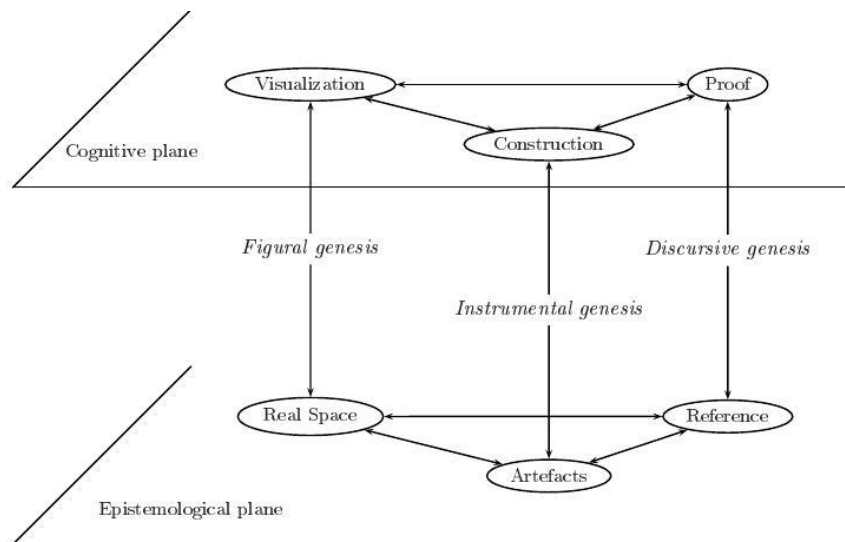 Visualization
Proof
Construction
Cognitive plane
Figural genesis
Discursive genesis
Instrumental genesis
Real Space
Reference
Artefacts
Epistemological plane